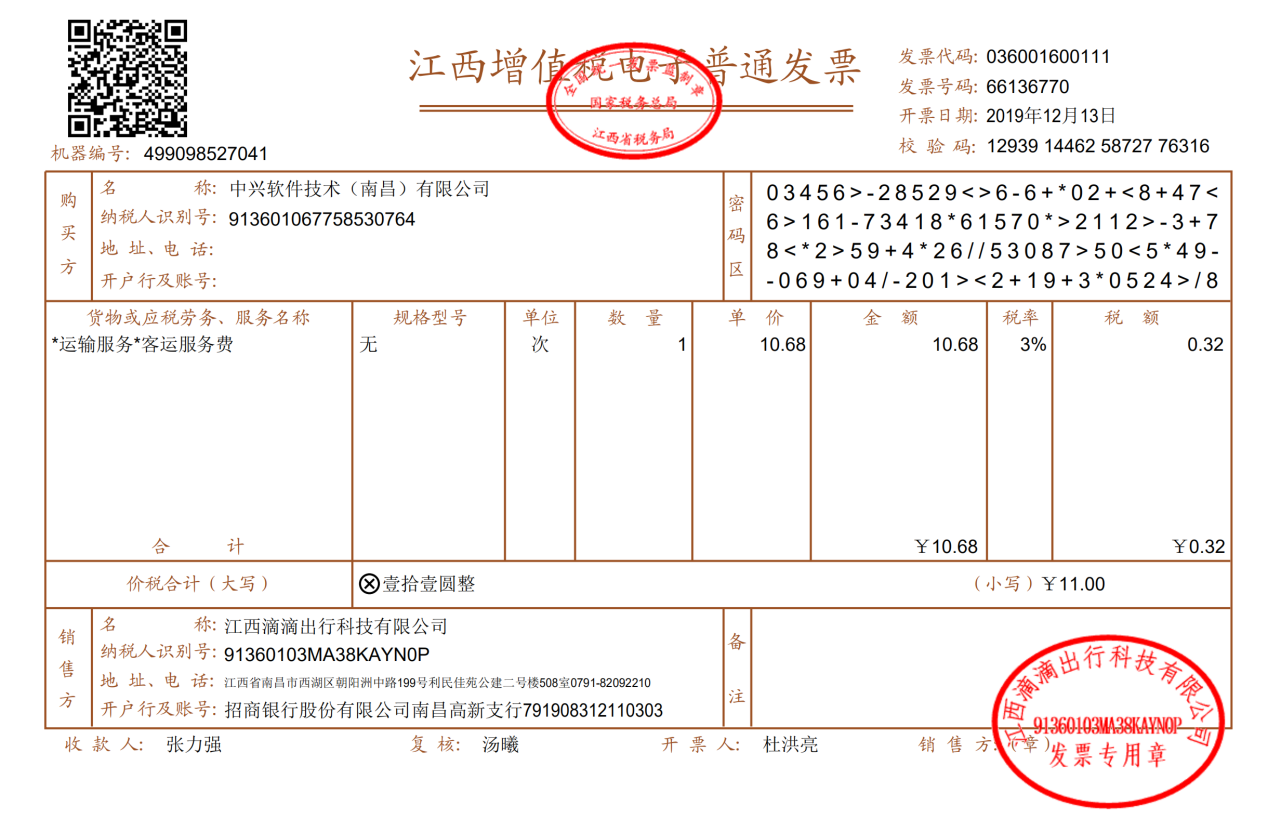 江西增值税电子普通发票
全国统一发票监制章
国家税务总局
江西省税务局
发票代码: 036001600111
发票号码: 66136770
开票日期: 2019年12月13日
校 验 码: 12939 14462 58727 76316
机器编号: 499098527041
购买方
名 称: 中兴软件技术（南昌）有限公司
纳税人识别号: 913601067758530764
地 址、电 话:
开户行及账号:
密码区
03456>-28529<>6-6+*02+<8+47<
6>161-73418*61570*>2112>-3+7
8<*2>59+4*26//53087>50<5*49-
-069+04/-201><2+19+3*0524>/8
货物或应税劳务、服务名称 规格型号 单位 数 量 单 价 金 额 税率 税 额
*运输服务*客运服务费 无 次 1 10.68 10.68 3% 0.32
合 计 ￥10.68 ￥0.32
价税合计（大写） ⊗壹拾壹圆整 （小写）￥11.00
销售方
名 称: 江西滴滴出行科技有限公司
纳税人识别号: 91360103MA38KAYN0P
地 址、电 话: 江西省南昌市西湖区朝阳洲中路199号利民佳苑公建二号楼508室0791-82092210
开户行及账号: 招商银行股份有限公司南昌高新支行791908312110303
备注
收 款 人: 张力强 复 核: 汤曦 开 票 人: 杜洪亮 销 售 方:（章）
江西滴滴出行科技有限公司
91360103MA38KAYN0P
发票专用章